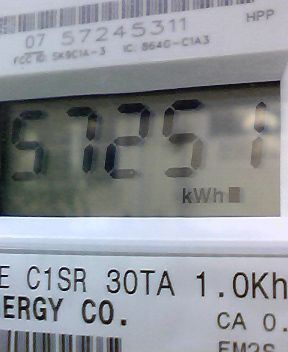 HPP
07 57245311
FCC ID: SK9C1A-3 IC: 864G-C1A3
57251
kWh
E C1SR 30TA 1.0Kh
ERGY CO.
CA 0.
FM2S